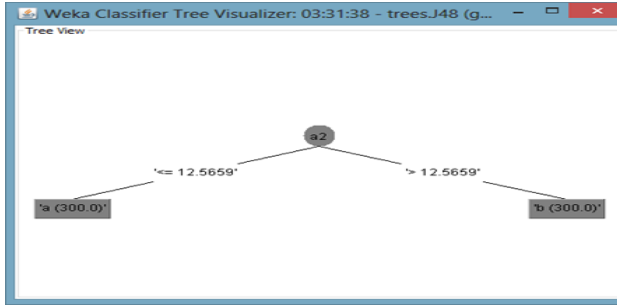 Weka Classifier Tree Visualizer: 03:31:38 - trees.J48 (g...
Tree View
a2
'<= 12.5659'
'> 12.5659'
'a (300.0)'
'b (300.0)'